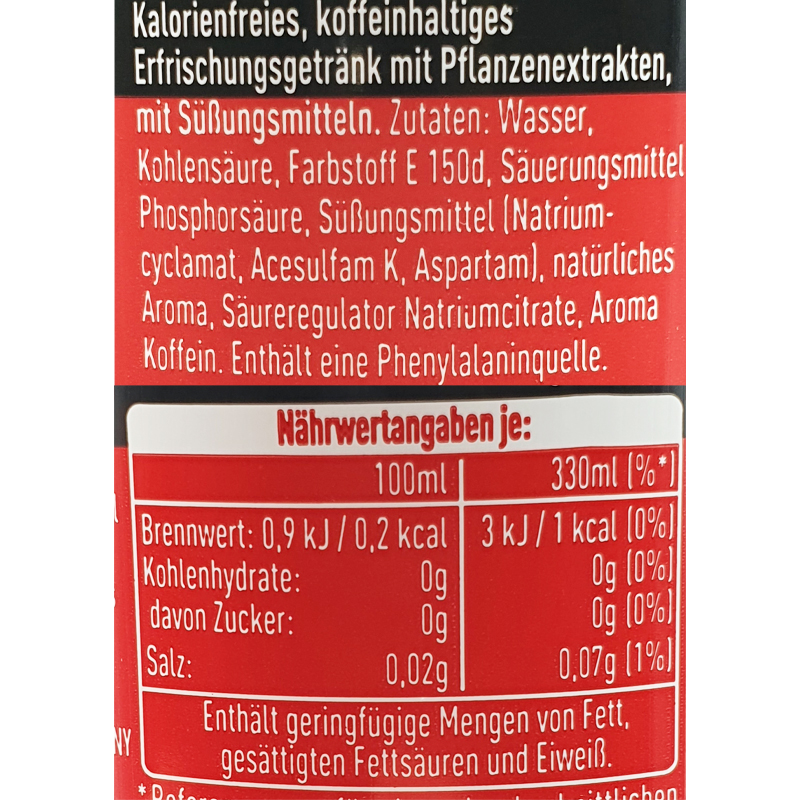 Kalorienfreies, koffeinhaltiges
Erfrischungsgetränk mit Pflanzenextrakten,
mit Süßungsmitteln. Zutaten: Wasser,
Kohlensäure, Farbstoff E 150d, Säuerungsmittel
Phosphorsäure, Süßungsmittel (Natrium-
cyclamat, Acesulfam K, Aspartam), natürliches
Aroma, Säureregulator Natriumcitrate, Aroma
Koffein. Enthält eine Phenylalaninquelle.
Nährwertangaben je:
100ml 330ml (%*)
Brennwert: 0,9 kJ / 0,2 kcal 3 kJ / 1 kcal (0%)
Kohlenhydrate: 0g 0g (0%)
davon Zucker: 0g 0g (0%)
Salz: 0,02g 0,07g (1%)
Enthält geringfügige Mengen von Fett,
gesättigten Fettsäuren und Eiweiß.
NY